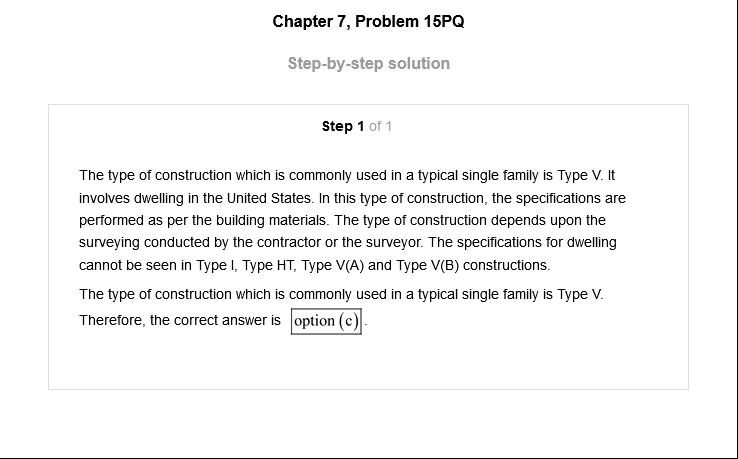 Chapter 7, Problem 15PQ
Step-by-step solution
Step 1 of 1
The type of construction which is commonly used in a typical single family is Type V. It
involves dwelling in the United States. In this type of construction, the specifications are
performed as per the building materials. The type of construction depends upon the
surveying conducted by the contractor or the surveyor. The specifications for dwelling
cannot be seen in Type I, Type HT, Type V(A) and Type V(B) constructions.
The type of construction which is commonly used in a typical single family is Type V.
Therefore, the correct answer is option (c).